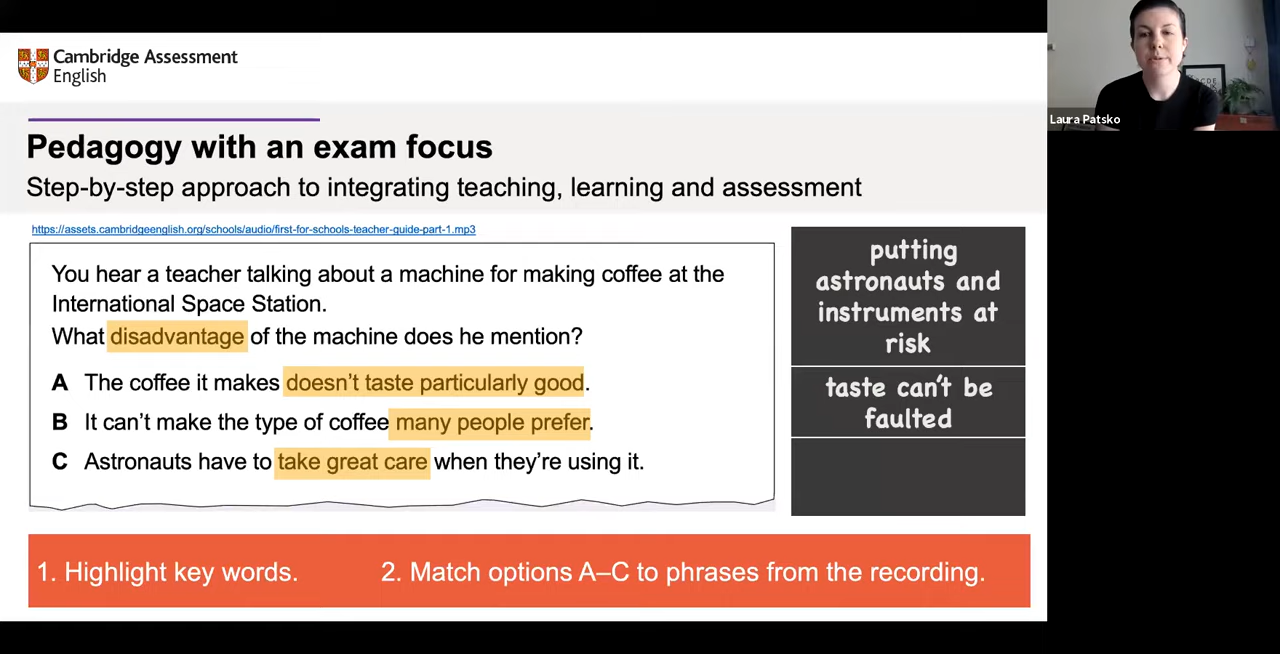 Cambridge Assessment
English
Laura Patsko
Pedagogy with an exam focus
Step-by-step approach to integrating teaching, learning and assessment
https://assets.cambridgeenglish.org/schools/audio/first-for-schools-teacher-guide-part-1.mp3
You hear a teacher talking about a machine for making coffee at the
International Space Station.
What disadvantage of the machine does he mention?
A The coffee it makes doesn’t taste particularly good.
B It can’t make the type of coffee many people prefer.
C Astronauts have to take great care when they’re using it.
putting
astronauts and
instruments at
risk
taste can’t be
faulted
1. Highlight key words.
2. Match options A–C to phrases from the recording.